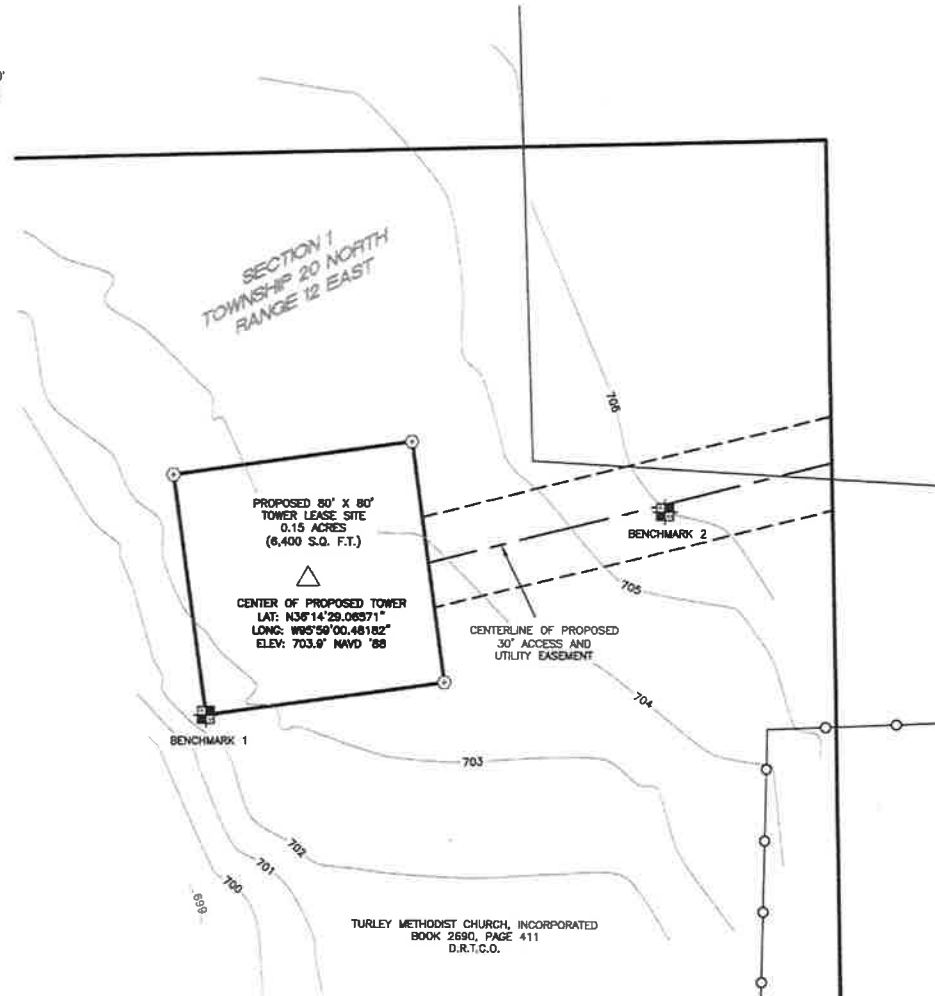 0'
SECTION 1
TOWNSHIP 20 NORTH
RANGE 12 EAST
706
PROPOSED 80' X 80'
TOWER LEASE SITE
0.15 ACRES
(6,400 S.Q. F.T.)
CENTER OF PROPOSED TOWER
LAT: N36°14'29.06571"
LONG: W95°59'00.48182"
ELEV: 703.9' NAVD '88
BENCHMARK 2
705
CENTERLINE OF PROPOSED
30' ACCESS AND
UTILITY EASEMENT
704
BENCHMARK 1
703
702
701
700
699
TURLEY METHODIST CHURCH, INCORPORATED
BOOK 2690, PAGE 411
D.R.T.C.O.